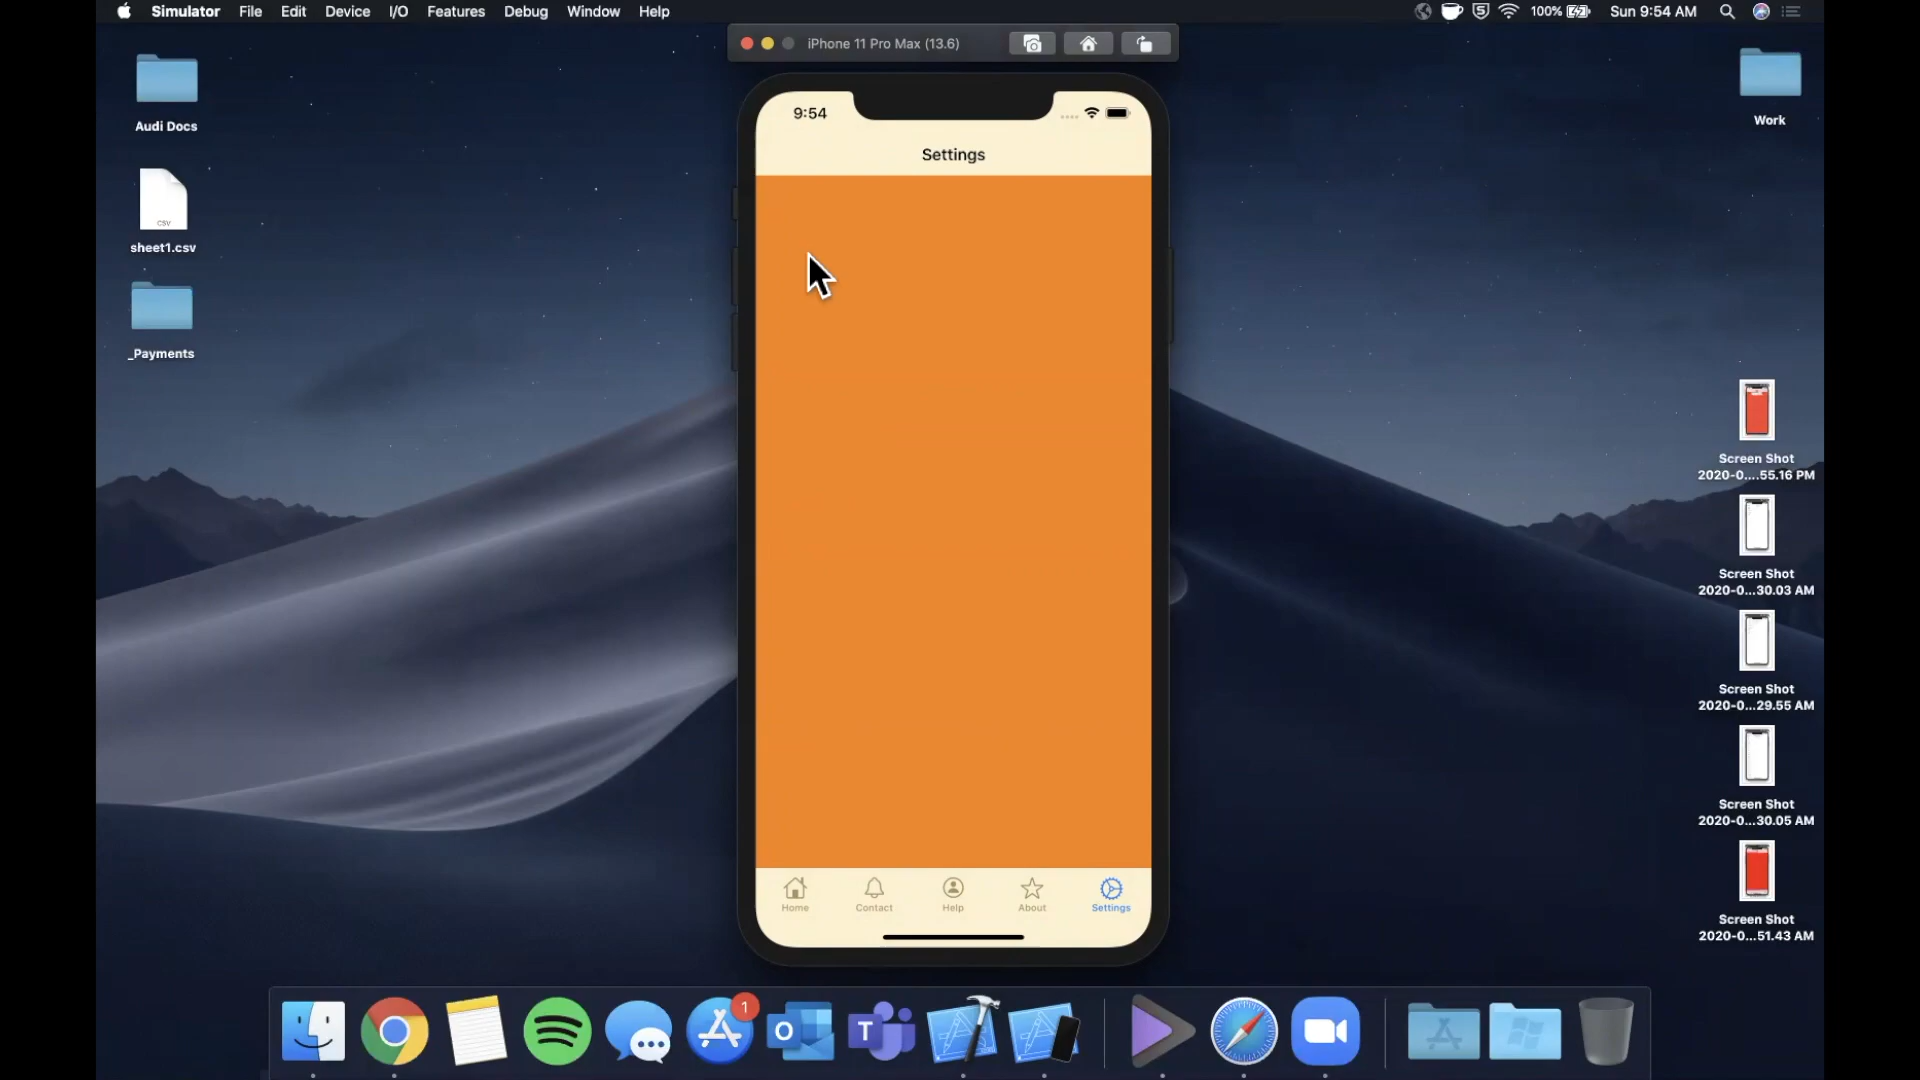 Simulator File Edit Device I/O Features Debug Window Help
100% Sun 9:54 AM
iPhone 11 Pro Max (13.6)
Audi Docs
CSV
sheet1.csv
_Payments
9:54
Settings
Home Contact Help About Settings
Work
Screen Shot
2020-0....55.16 PM
Screen Shot
2020-0...30.03 AM
Screen Shot
2020-0...29.55 AM
Screen Shot
2020-0...30.05 AM
Screen Shot
2020-0...51.43 AM
1
O
T